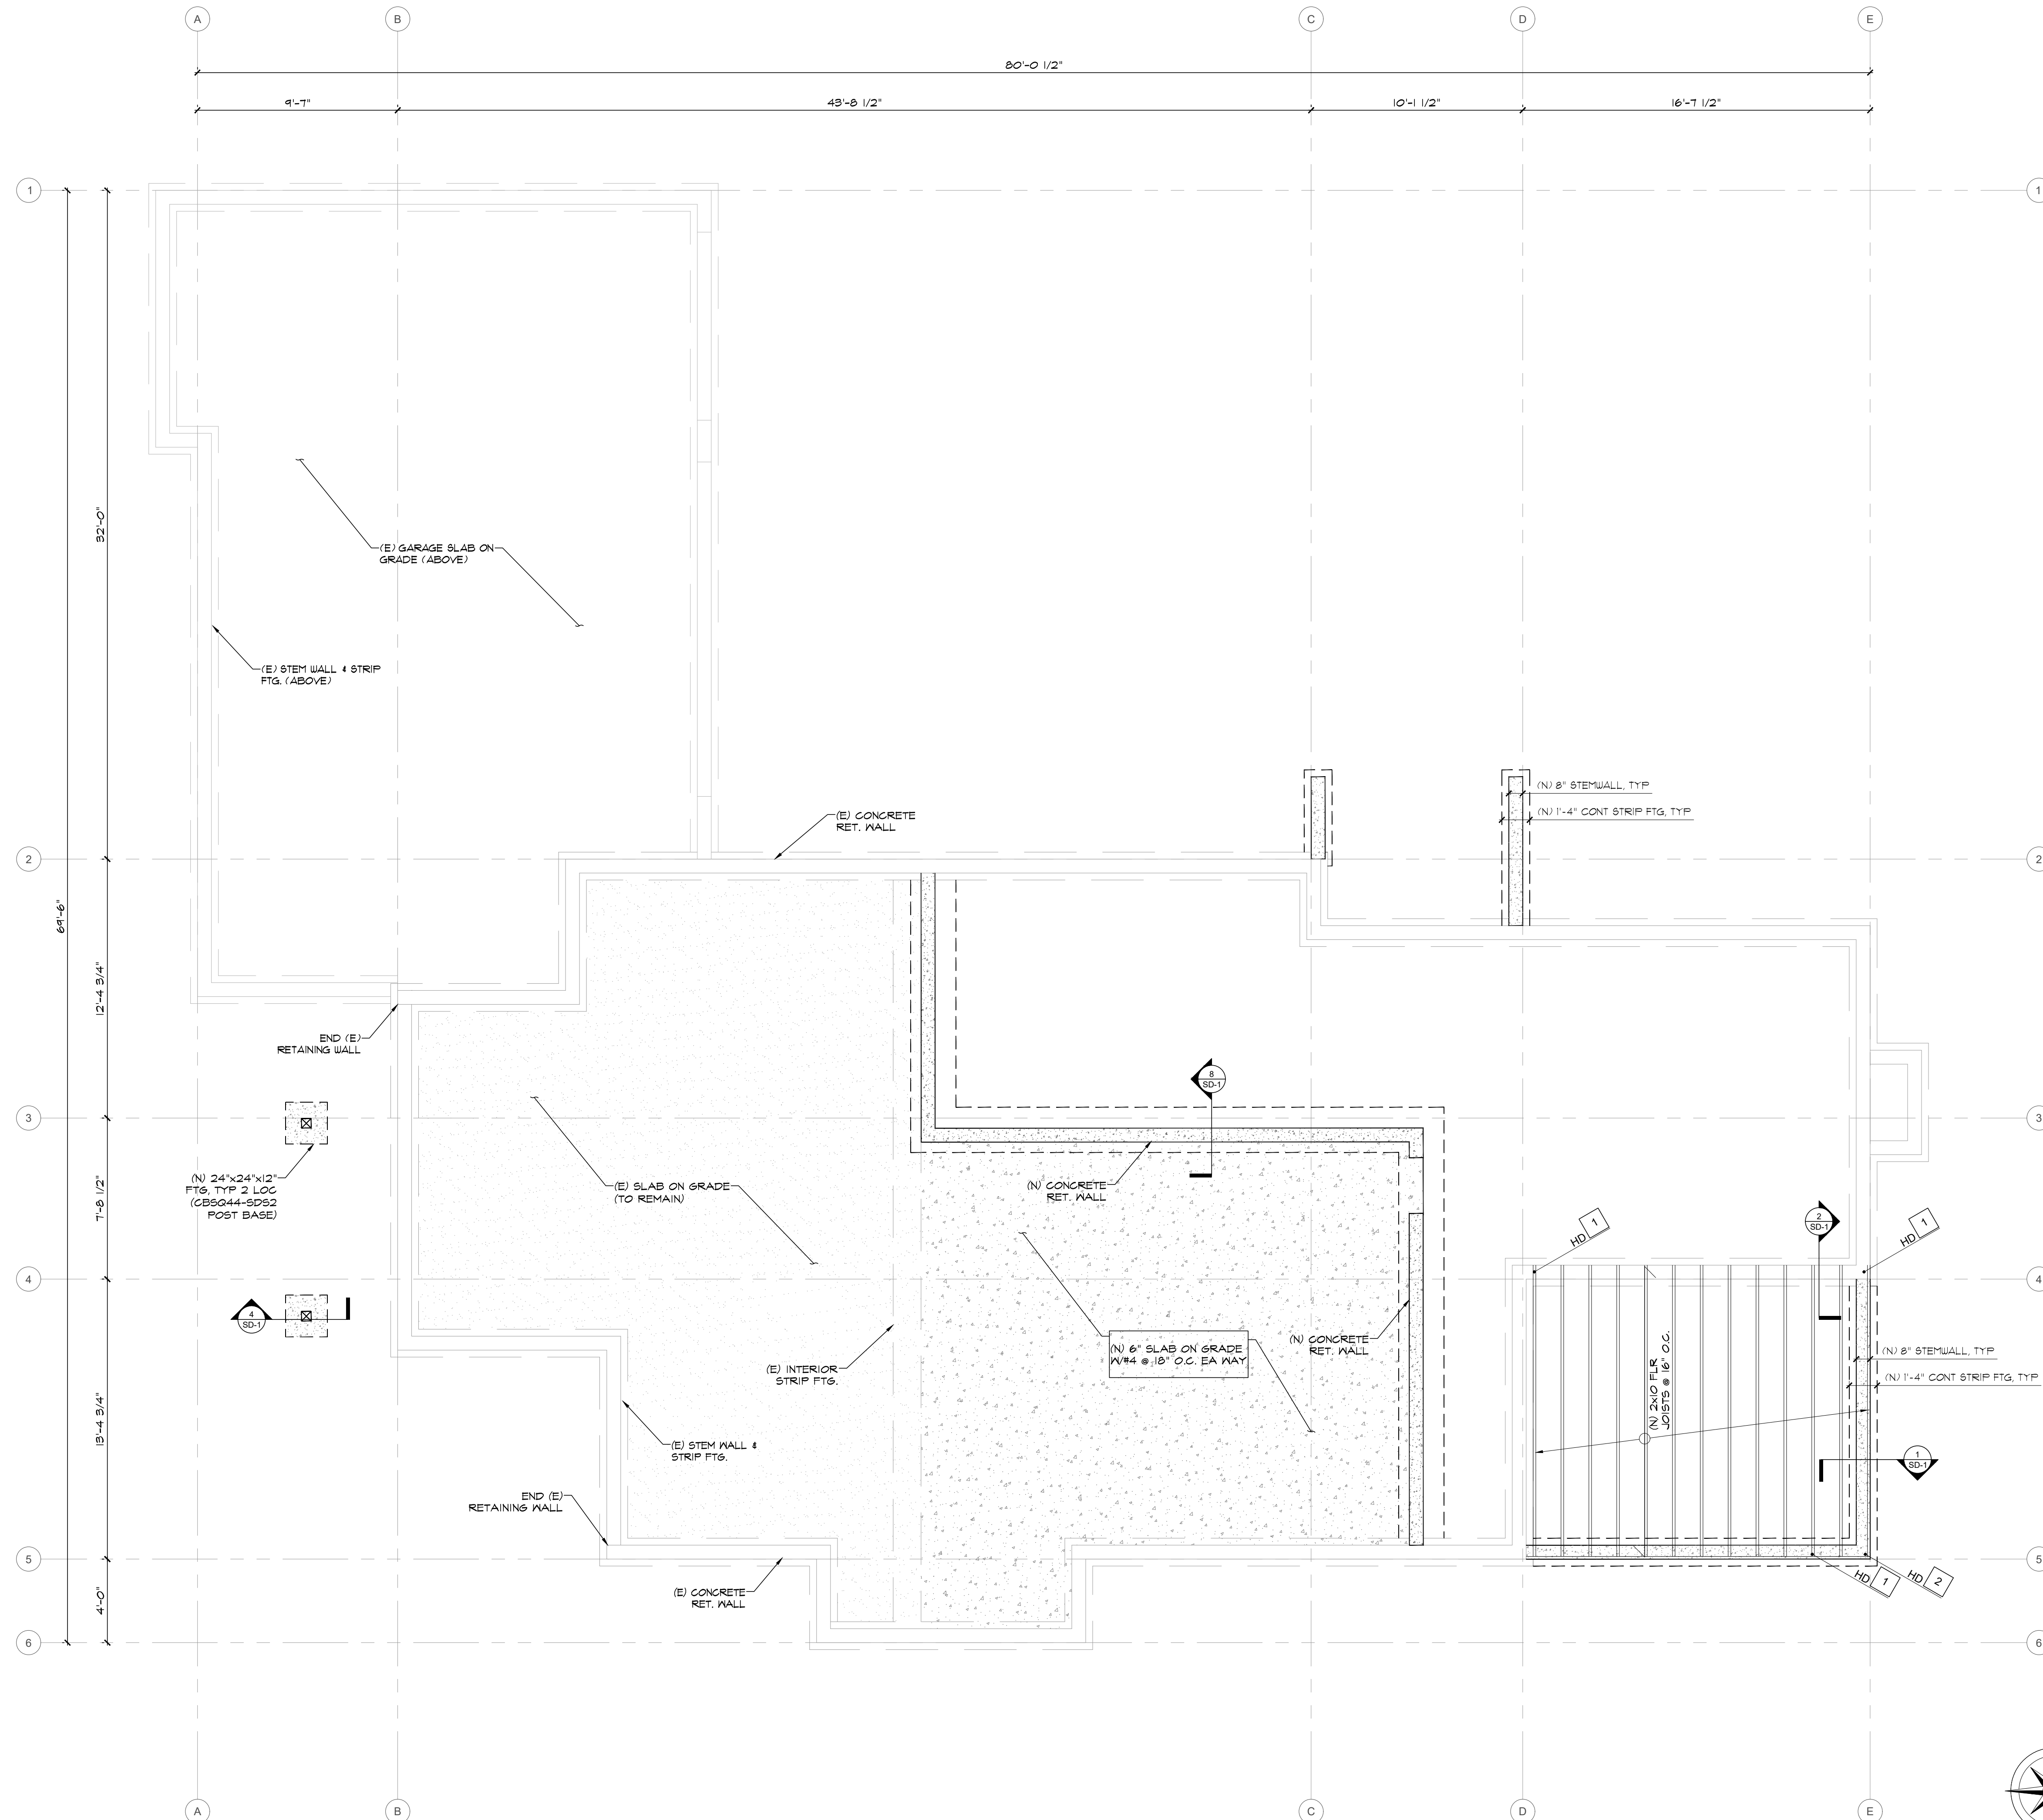 A
B
C
D
E
80'-0 1/2"
9'-7"
43'-8 1/2"
10'-1 1/2"
16'-7 1/2"
1
1
32'-0"
(E) GARAGE SLAB ON
GRADE (ABOVE)
(E) STEM WALL & STRIP
FTG. (ABOVE)
(N) 8" STEMWALL, TYP
(N) 1'-4" CONT STRIP FTG, TYP
(E) CONCRETE
RET. WALL
2
2
69'-6"
12'-4 3/4"
END (E)
RETAINING WALL
8
SD-1
3
3
(N) 24"x24"x12"
FTG, TYP 2 LOC
(CBSQ44-SDS2
POST BASE)
7'-8 1/2"
(E) SLAB ON GRADE
(TO REMAIN)
(N) CONCRETE
RET. WALL
HD 1
2
SD-1
HD 1
4
4
4
SD-1
(E) INTERIOR
STRIP FTG.
(N) 6" SLAB ON GRADE
W/#4 @ 18" O.C. EA WAY
(N) CONCRETE
RET. WALL
(N) 2x10 FLR
JOISTS @ 16" O.C.
(N) 8" STEMWALL, TYP
(N) 1'-4" CONT STRIP FTG, TYP
13'-4 3/4"
(E) STEM WALL &
STRIP FTG.
1
SD-1
END (E)
RETAINING WALL
5
5
(E) CONCRETE
RET. WALL
HD 1
HD 2
4'-0"
6
6
A
B
C
D
E